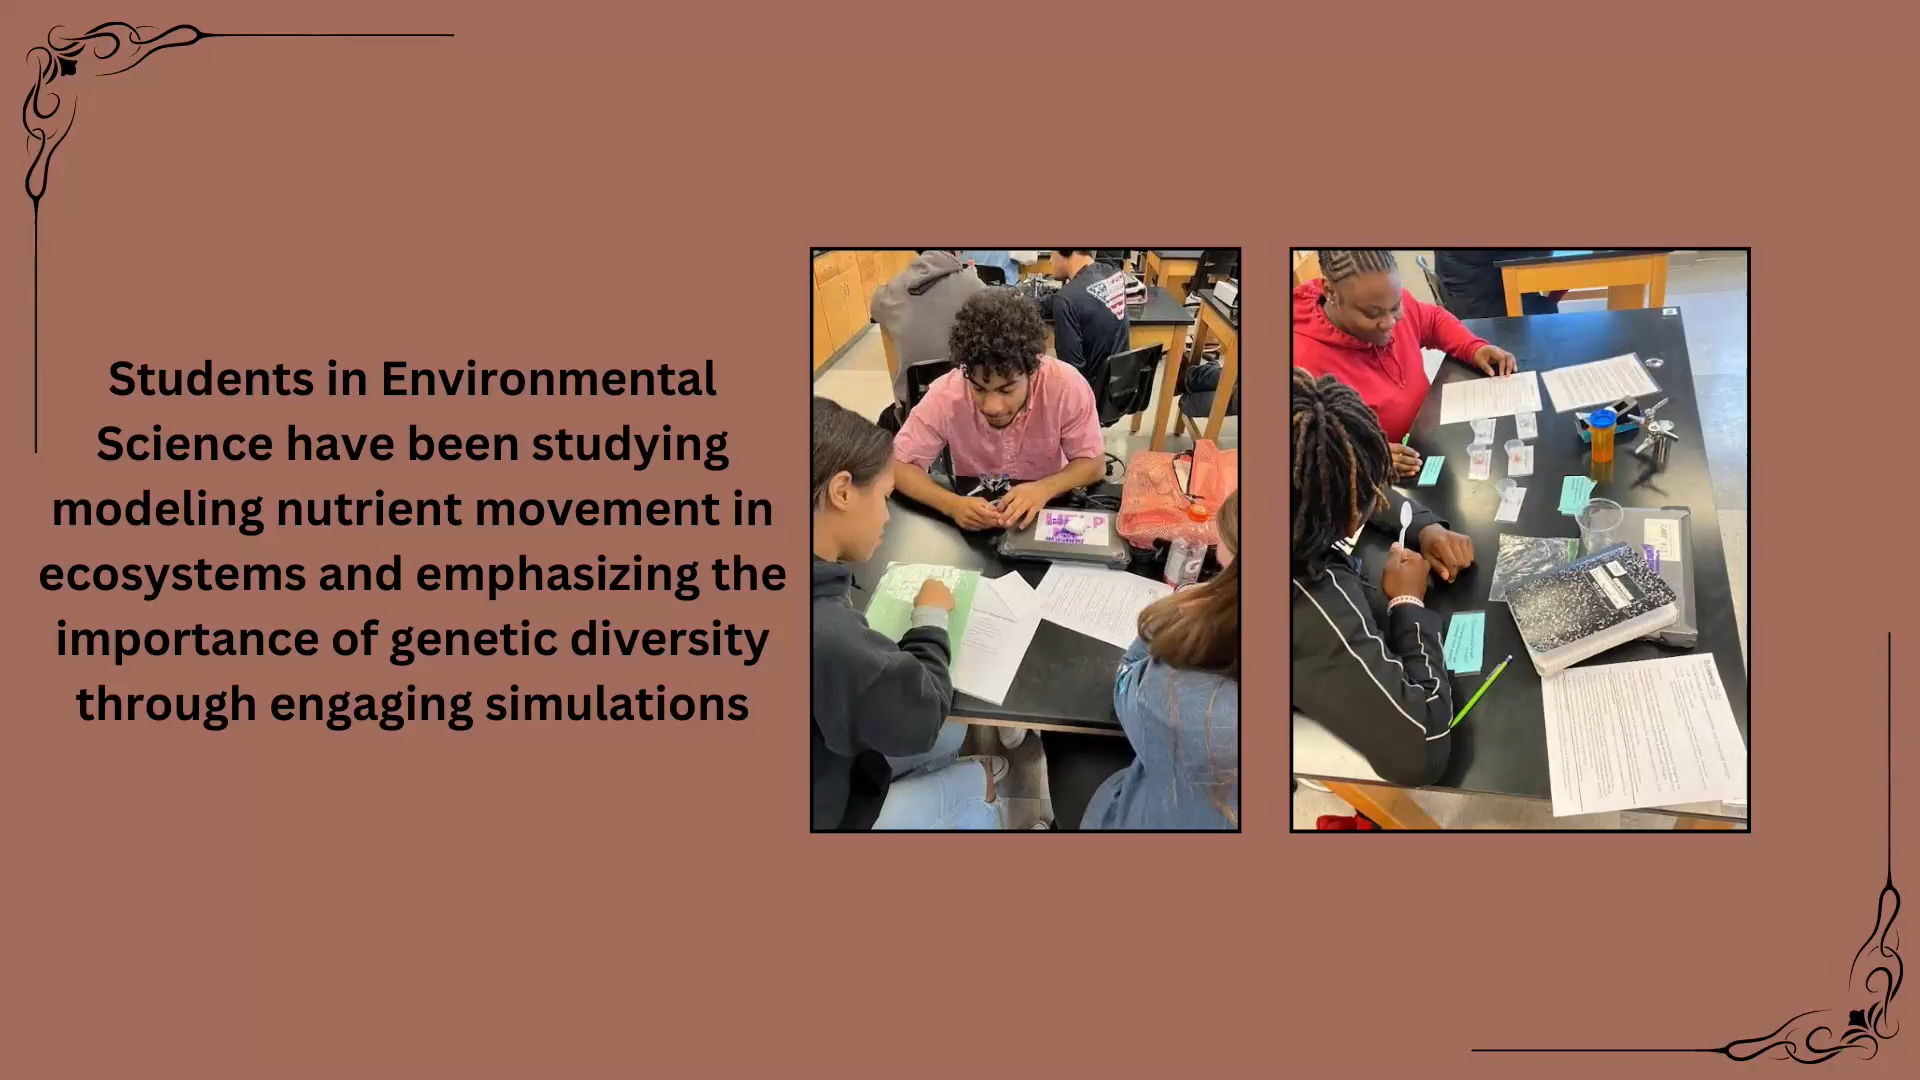 Students in Environmental
Science have been studying
modeling nutrient movement in
ecosystems and emphasizing the
importance of genetic diversity
through engaging simulations